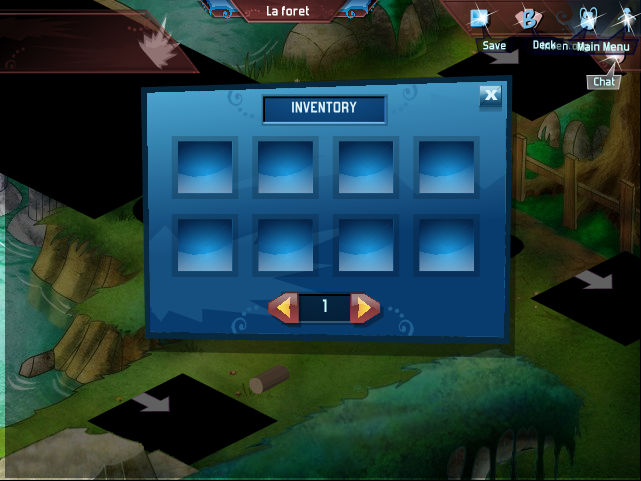 La foret
Save
Deck
Main Menu
Chat
INVENTORY
X
1